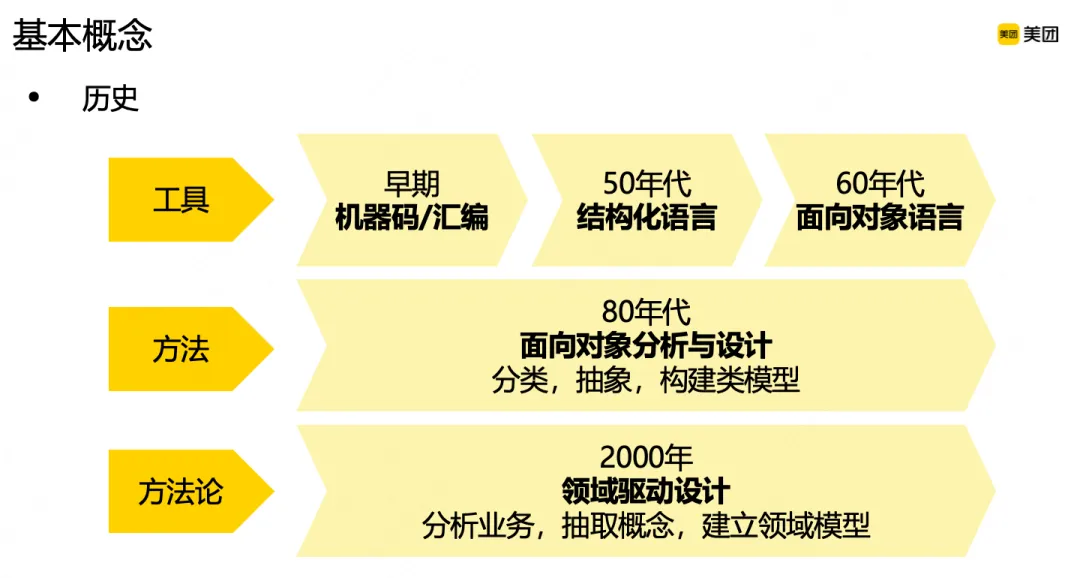 基本概念
美团 美团
• 历史
工具
早期
机器码/汇编
50年代
结构化语言
60年代
面向对象语言
方法
80年代
面向对象分析与设计
分类，抽象，构建类模型
方法论
2000年
领域驱动设计
分析业务，抽取概念，建立领域模型